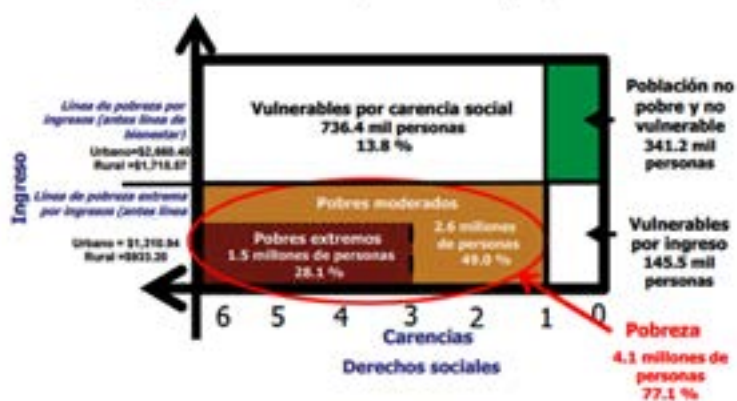 Línea de pobreza por
ingresos (antes línea de
bienestar)
Urbano=$2,660.40
Rural =$1,715.57
Línea de pobreza extrema
por ingresos (antes línea
Urbano = $1,310.94
Rural =$933.20
Ingreso
Vulnerables por carencia social
736.4 mil personas
13.8 %
Pobres moderados
2.6 millones
de personas
49.0 %
Pobres extremos
1.5 millones de personas
28.1 %
Población no
pobre y no
vulnerable
341.2 mil
personas
Vulnerables
por ingreso
145.5 mil
personas
6 5 4 3 2 1 0
Carencias
Derechos sociales
Pobreza
4.1 millones de
personas
77.1 %